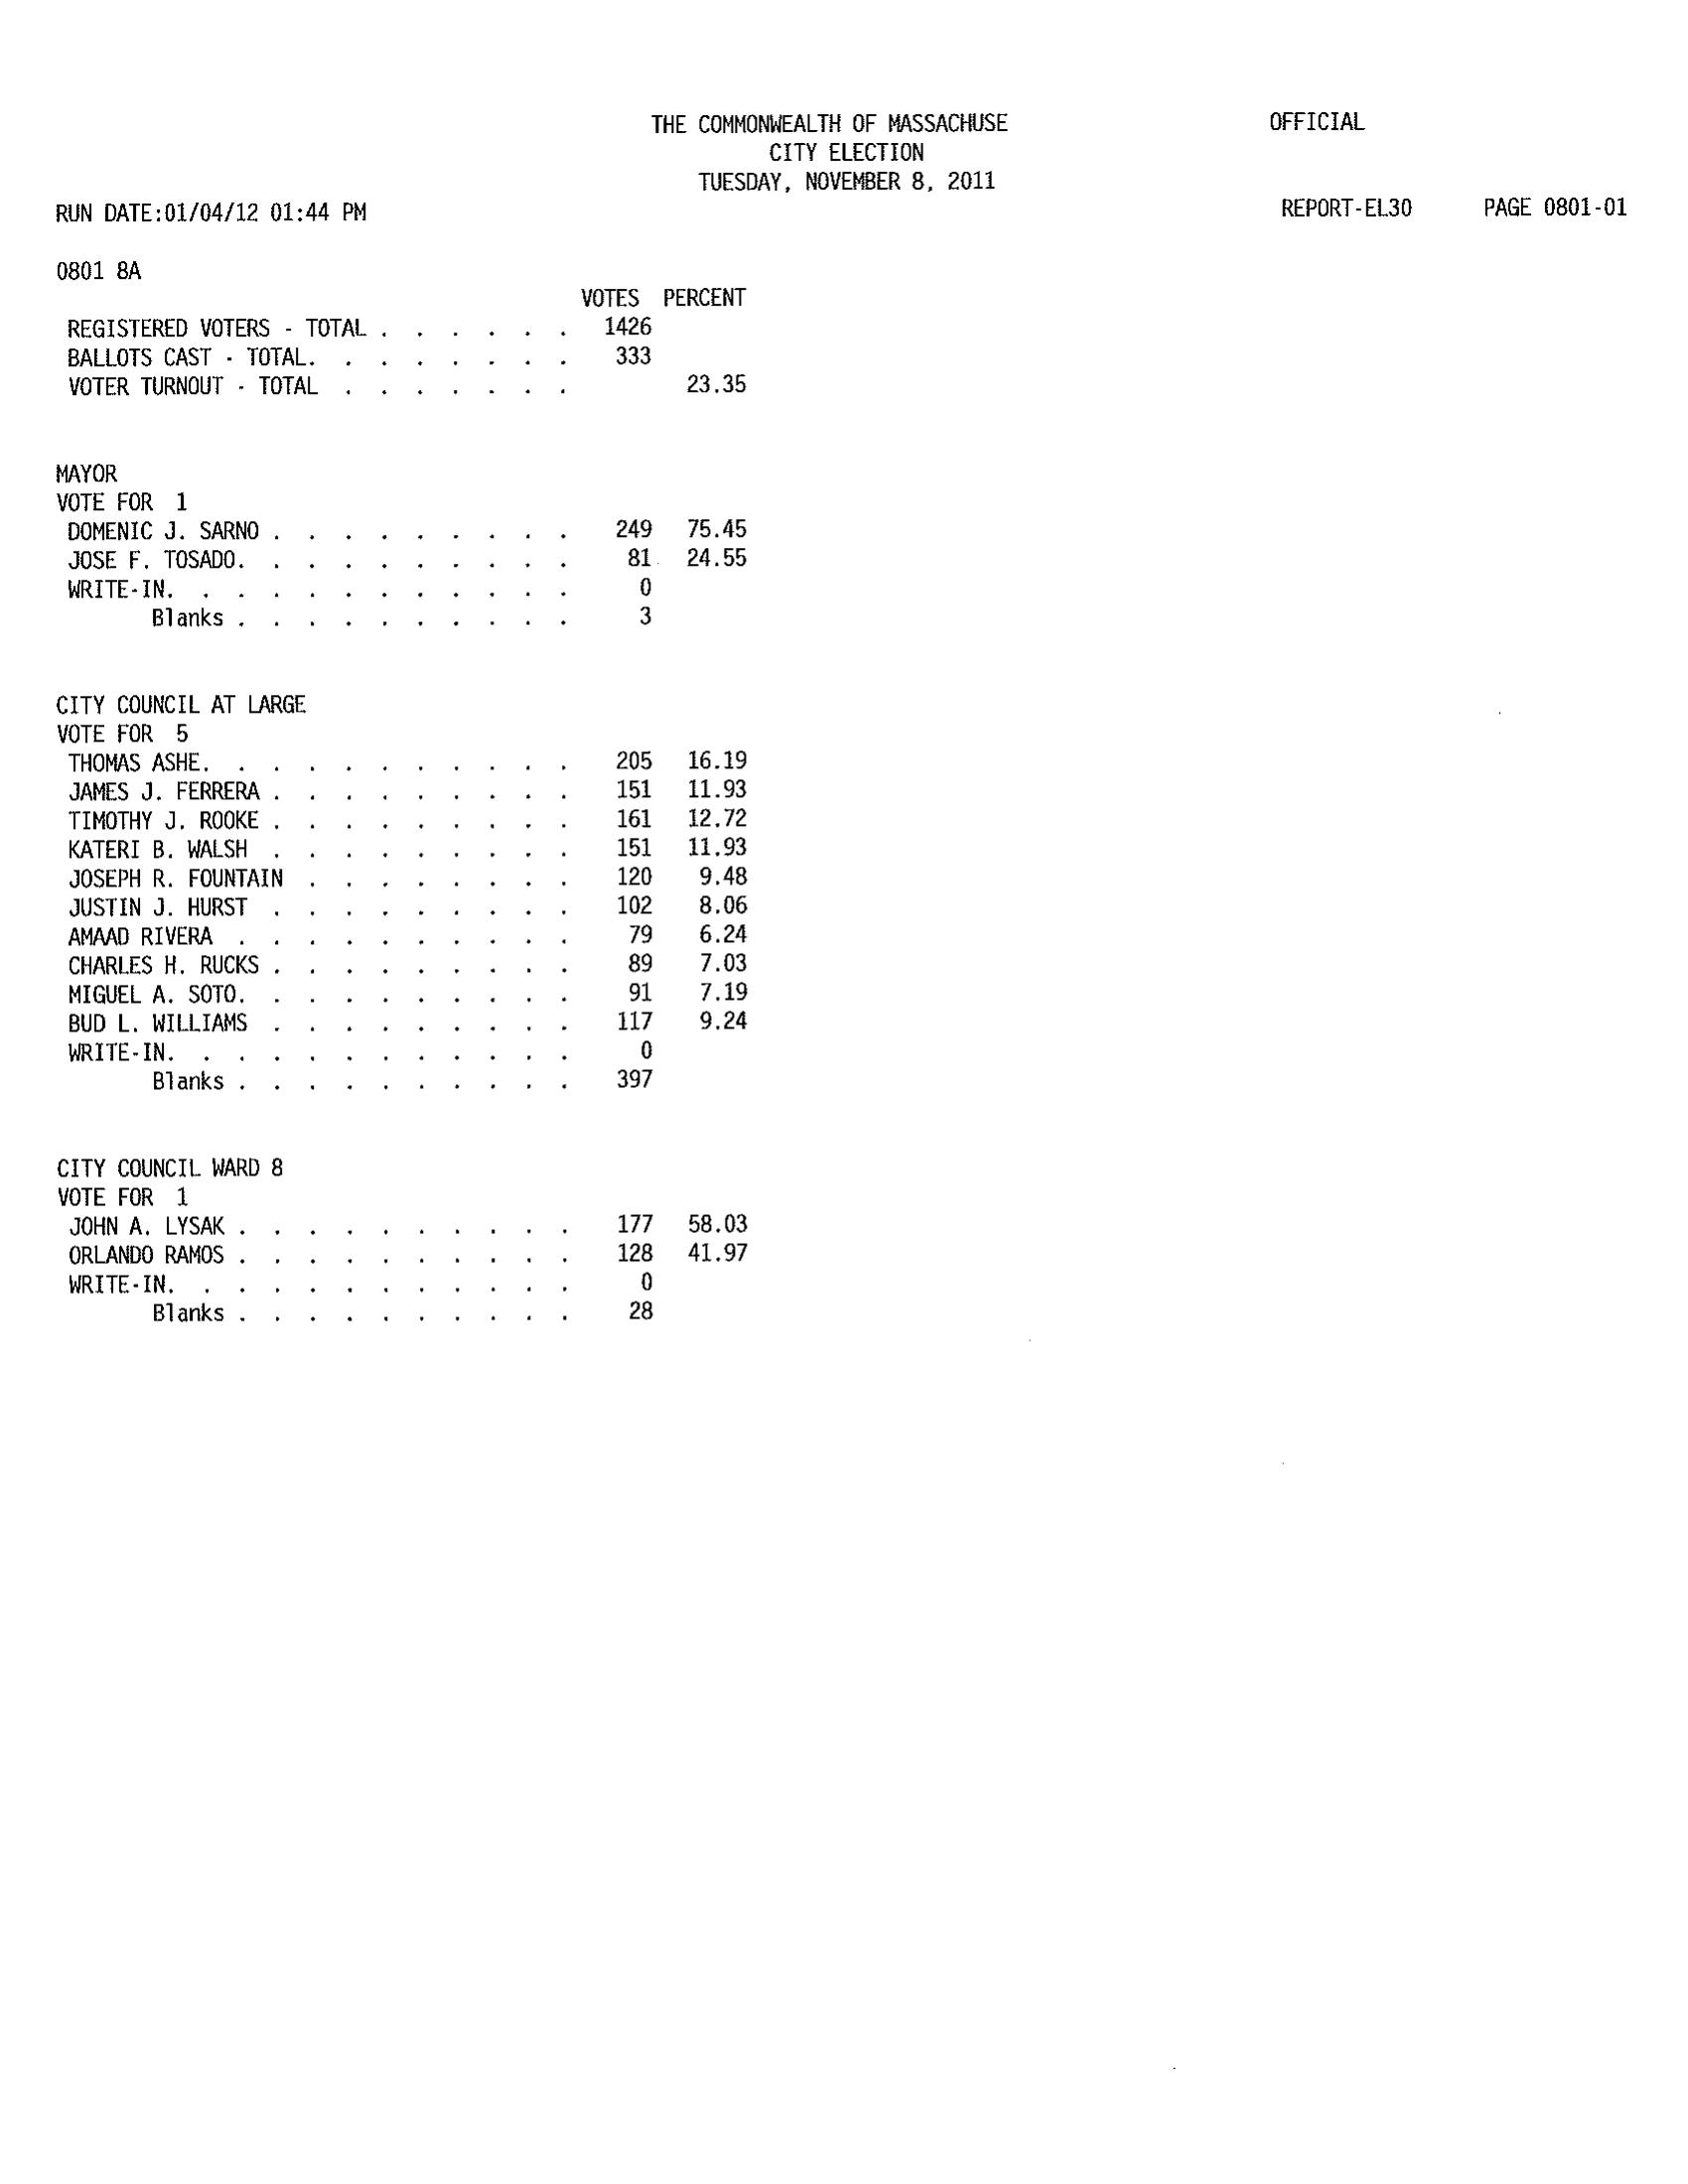 THE COMMONWEALTH OF MASSACHUSE OFFICIAL
CITY ELECTION
TUESDAY, NOVEMBER 8, 2011
RUN DATE:01/04/12 01:44 PM REPORT-EL30 PAGE 0801-01
0801 8A
VOTES PERCENT
REGISTERED VOTERS - TOTAL . . . . . . 1426
BALLOTS CAST - TOTAL. . . . . . . . 333
VOTER TURNOUT - TOTAL . . . . . . . 23.35
MAYOR
VOTE FOR 1
DOMENIC J. SARNO . . . . . . . . . 249 75.45
JOSE F. TOSADO. . . . . . . . . . 81 24.55
WRITE-IN. . . . . . . . . . . . 0
Blanks . . . . . . . . . . 3
CITY COUNCIL AT LARGE
VOTE FOR 5
THOMAS ASHE. . . . . . . . . . . 205 16.19
JAMES J. FERRERA . . . . . . . . . 151 11.93
TIMOTHY J. ROOKE . . . . . . . . . 161 12.72
KATERI B. WALSH . . . . . . . . . 151 11.93
JOSEPH R. FOUNTAIN . . . . . . . . 120 9.48
JUSTIN J. HURST . . . . . . . . . 102 8.06
AMAAD RIVERA . . . . . . . . . . 79 6.24
CHARLES H. RUCKS . . . . . . . . . 89 7.03
MIGUEL A. SOTO. . . . . . . . . . 91 7.19
BUD L. WILLIAMS . . . . . . . . . 117 9.24
WRITE-IN. . . . . . . . . . . . 0
Blanks . . . . . . . . . . 397
CITY COUNCIL WARD 8
VOTE FOR 1
JOHN A. LYSAK . . . . . . . . . . 177 58.03
ORLANDO RAMOS . . . . . . . . . . 128 41.97
WRITE-IN. . . . . . . . . . . . 0
Blanks . . . . . . . . . . 28